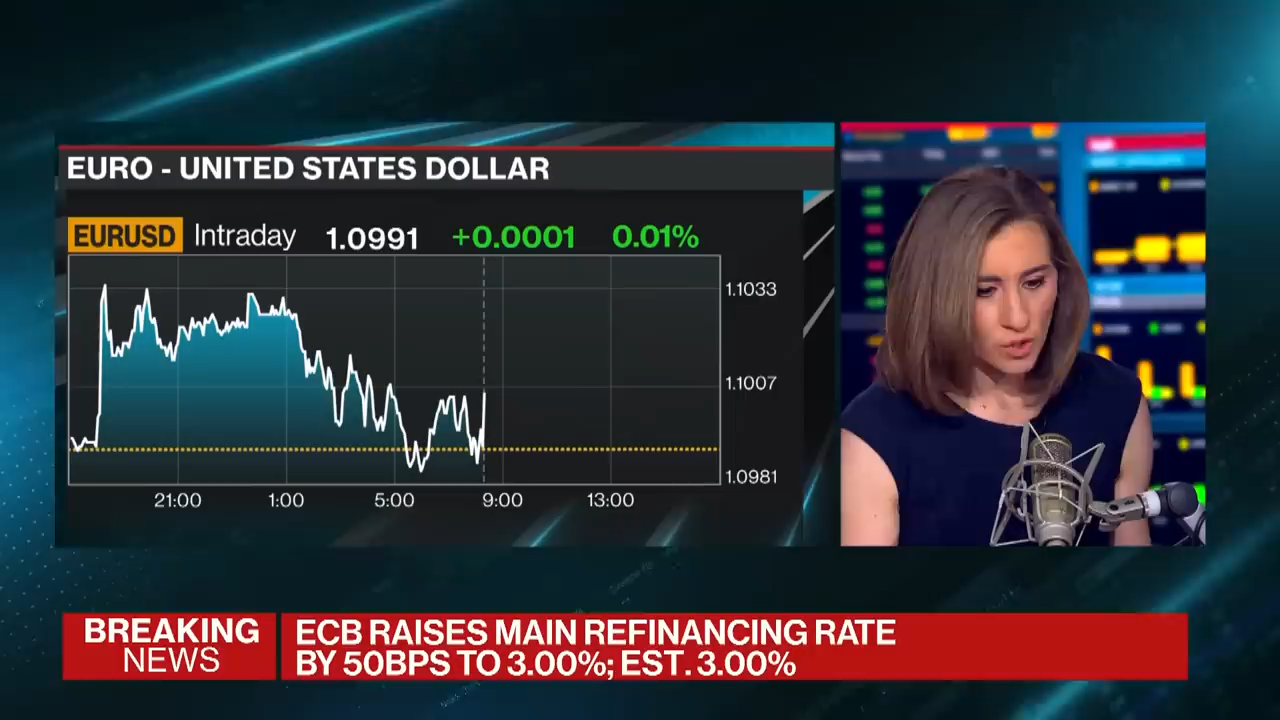 EURO - UNITED STATES DOLLAR
EURUSD Intraday 1.0991 +0.0001 0.01%
1.1033
1.1007
1.0981
21:00 1:00 5:00 9:00 13:00
BREAKING
NEWS
ECB RAISES MAIN REFINANCING RATE
BY 50BPS TO 3.00%; EST. 3.00%